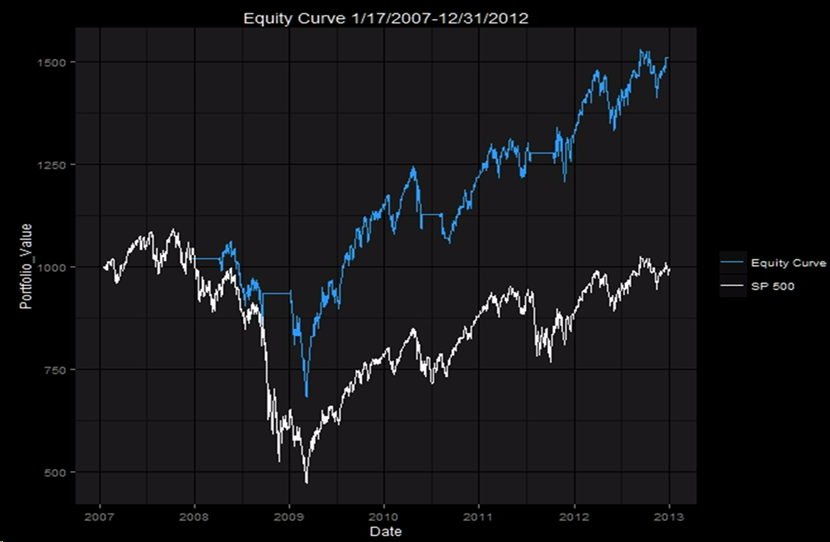 Equity Curve 1/17/2007-12/31/2012
1500
1250
1000
750
500
Portfolio_Value
2007 2008 2009 2010 2011 2012 2013
Date
Equity Curve
SP 500